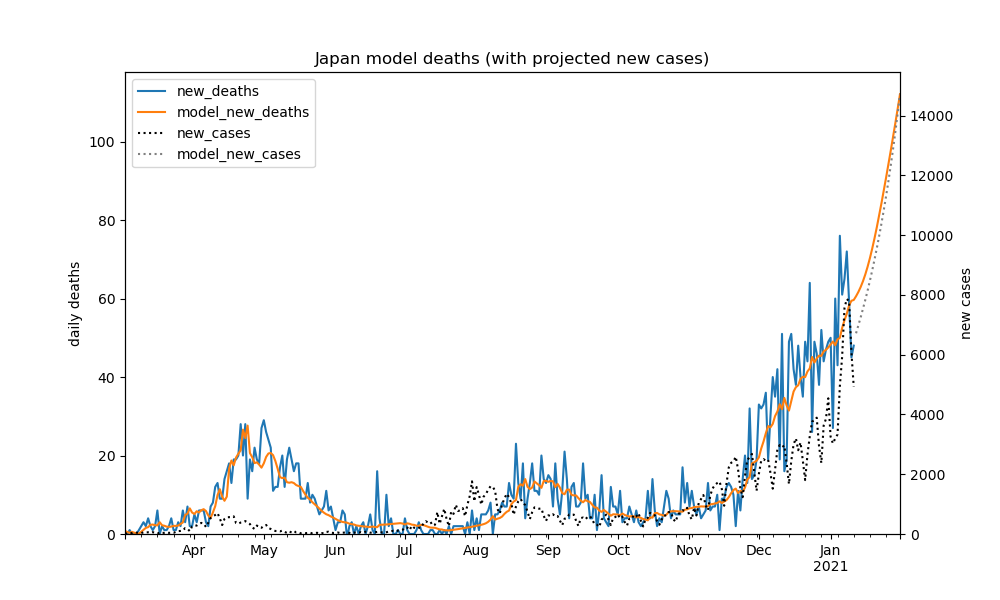 Japan model deaths (with projected new cases)
new_deaths
model_new_deaths
new_cases
model_new_cases
daily deaths
100
80
60
40
20
0
new cases
14000
12000
10000
8000
6000
4000
2000
0
Apr May Jun Jul Aug Sep Oct Nov Dec Jan
2021